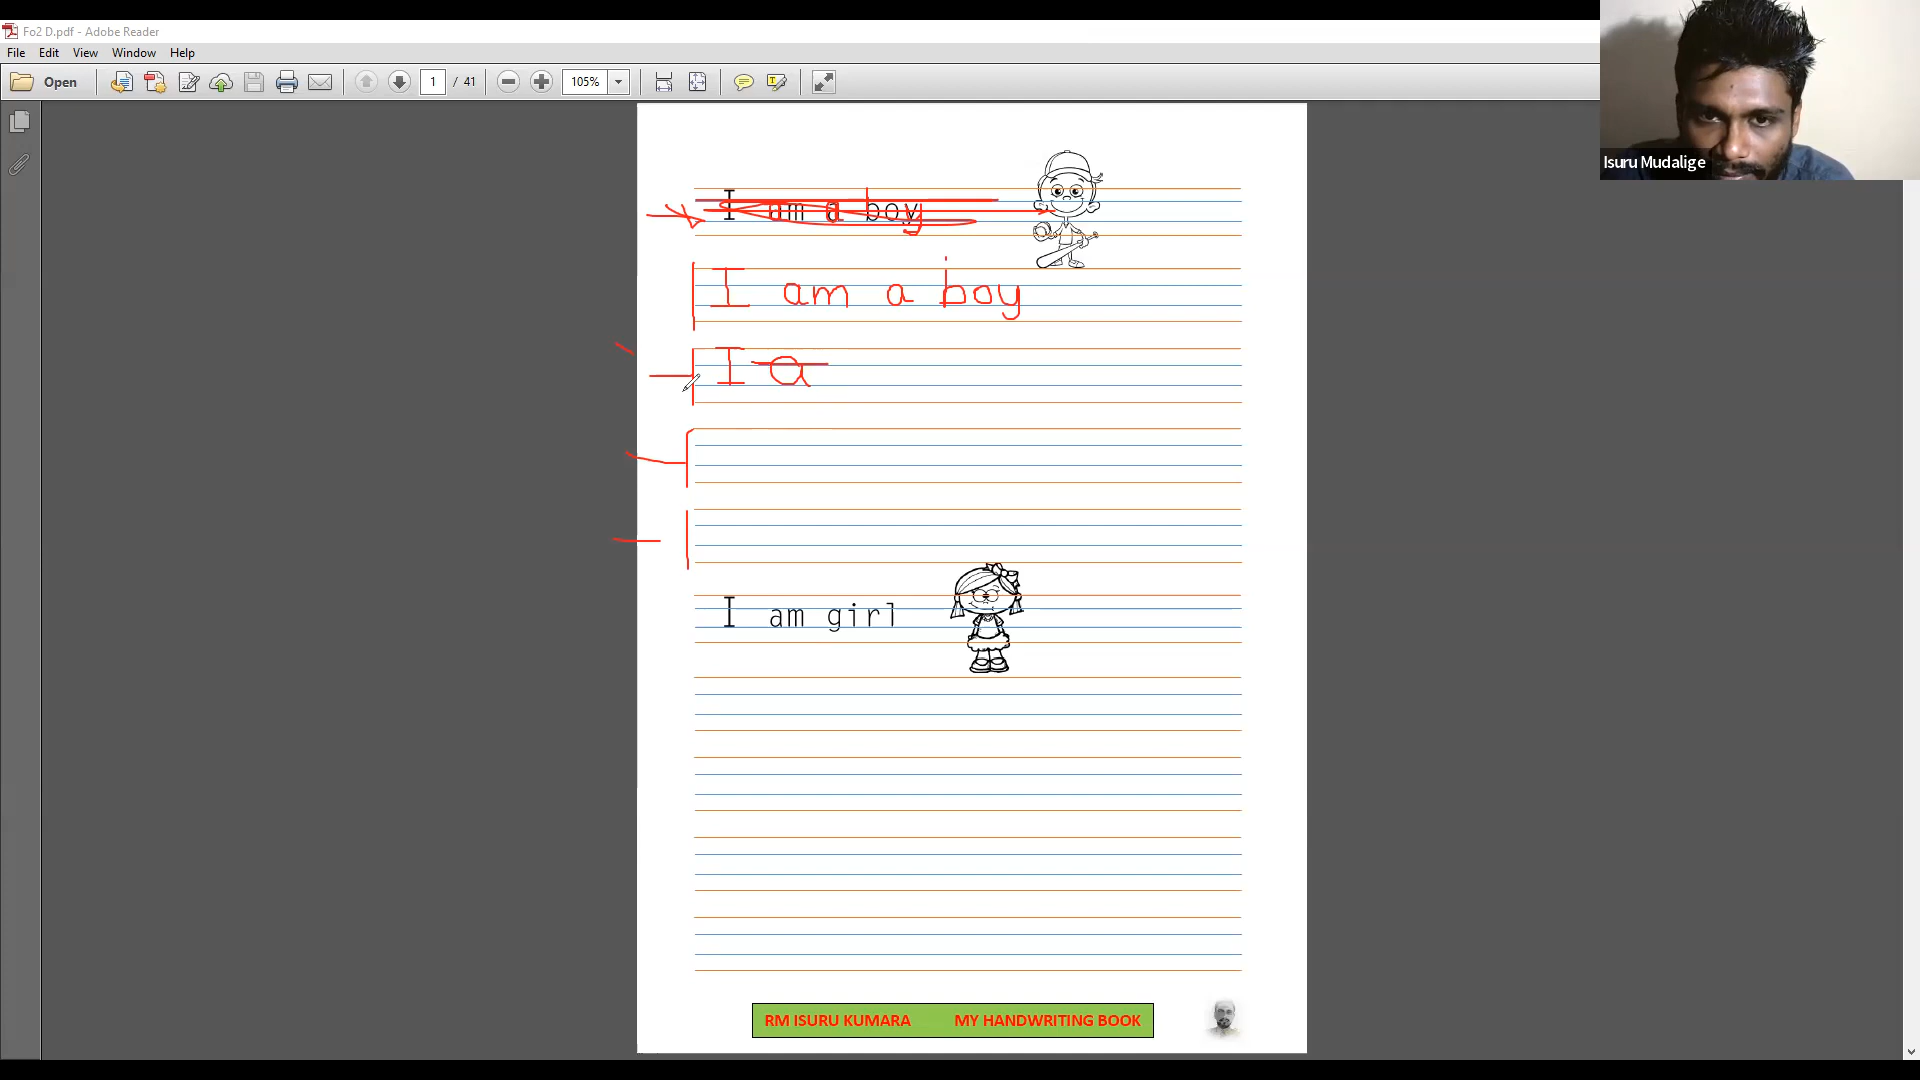 Fo2 D.pdf - Adobe Reader
File Edit View Window Help
Open 1 / 41 105%
Isuru Mudalige
I am a boy
I am a boy
I a
I am girl
RM ISURU KUMARA MY HANDWRITING BOOK